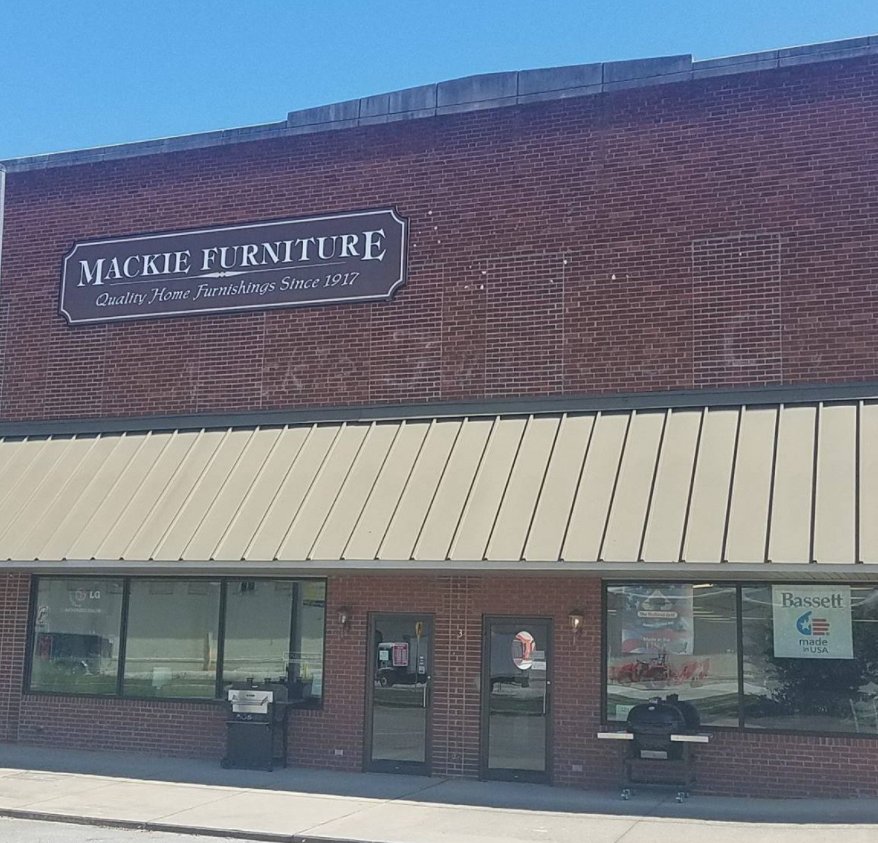 MACKIE FURNITURE
Quality Home Furnishings Since 1917
LG
Bassett
made
in USA